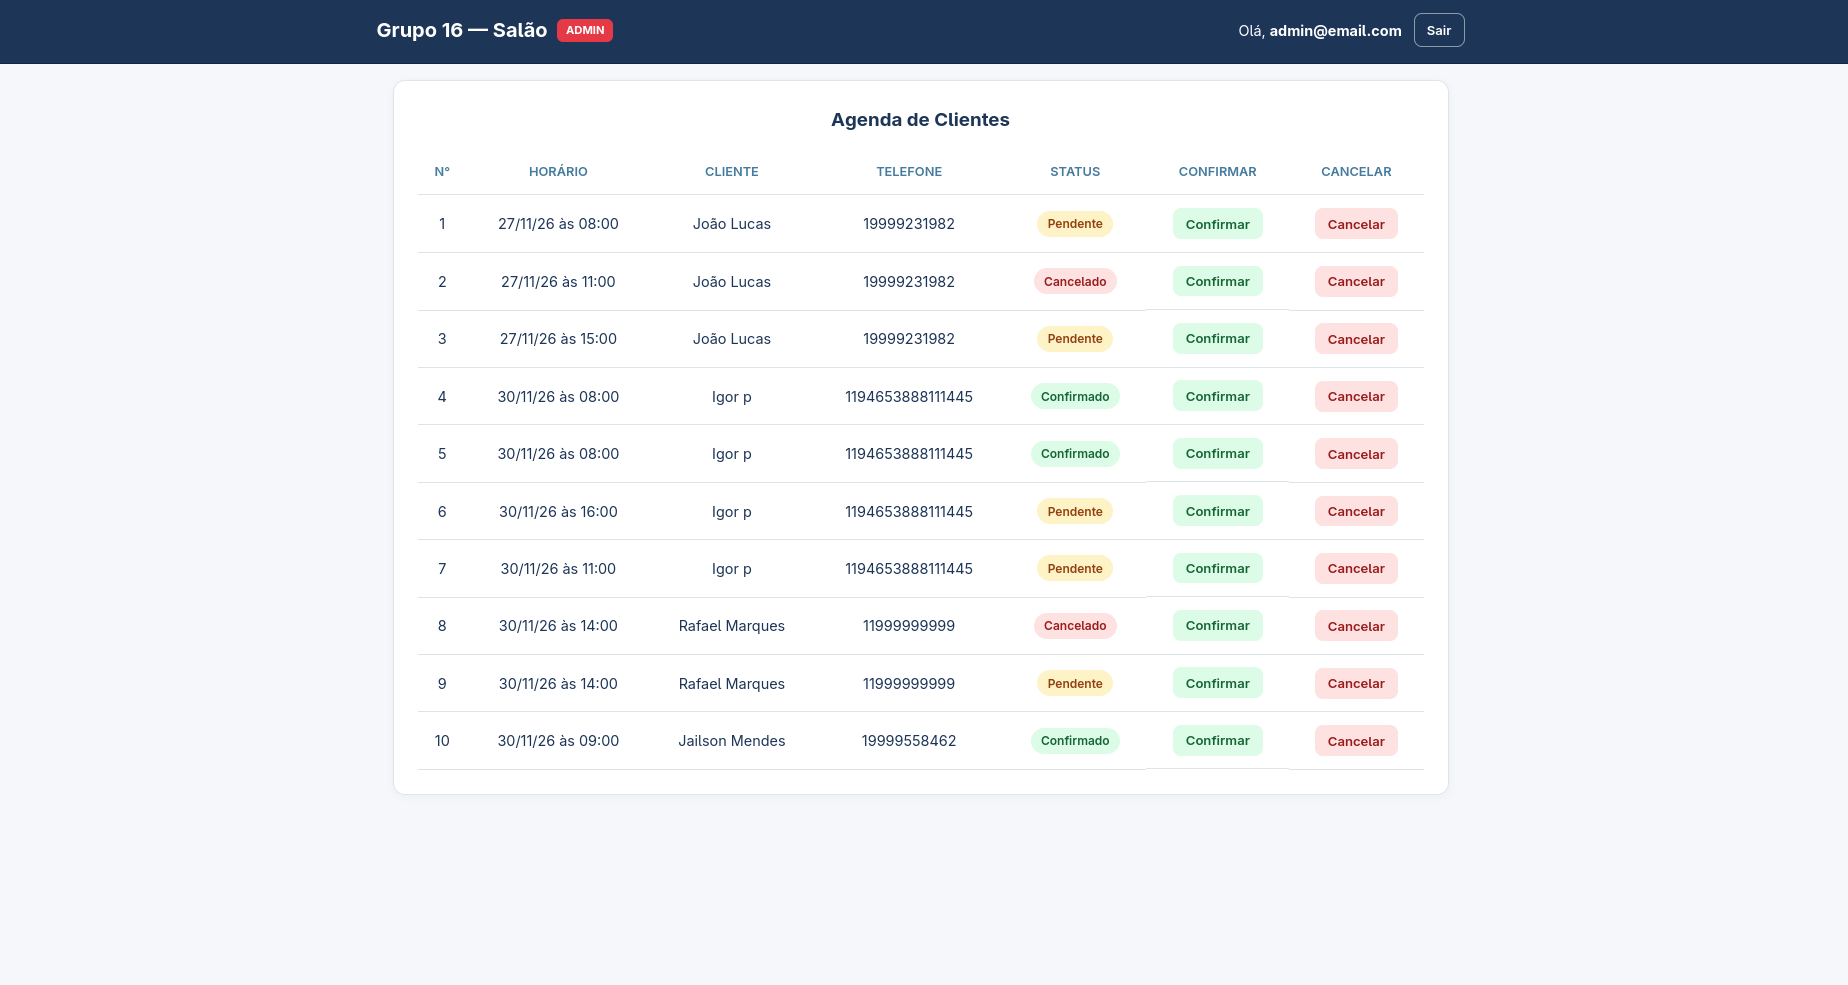 Grupo 16 — Salão ADMIN Olá, admin@email.com Sair
Agenda de Clientes
N° HORÁRIO CLIENTE TELEFONE STATUS CONFIRMAR CANCELAR
1 27/11/26 às 08:00 João Lucas 19999231982 Pendente Confirmar Cancelar
2 27/11/26 às 11:00 João Lucas 19999231982 Cancelado Confirmar Cancelar
3 27/11/26 às 15:00 João Lucas 19999231982 Pendente Confirmar Cancelar
4 30/11/26 às 08:00 Igor p 1194653888111445 Confirmado Confirmar Cancelar
5 30/11/26 às 08:00 Igor p 1194653888111445 Confirmado Confirmar Cancelar
6 30/11/26 às 16:00 Igor p 1194653888111445 Pendente Confirmar Cancelar
7 30/11/26 às 11:00 Igor p 1194653888111445 Pendente Confirmar Cancelar
8 30/11/26 às 14:00 Rafael Marques 11999999999 Cancelado Confirmar Cancelar
9 30/11/26 às 14:00 Rafael Marques 11999999999 Pendente Confirmar Cancelar
10 30/11/26 às 09:00 Jailson Mendes 19999558462 Confirmado Confirmar Cancelar